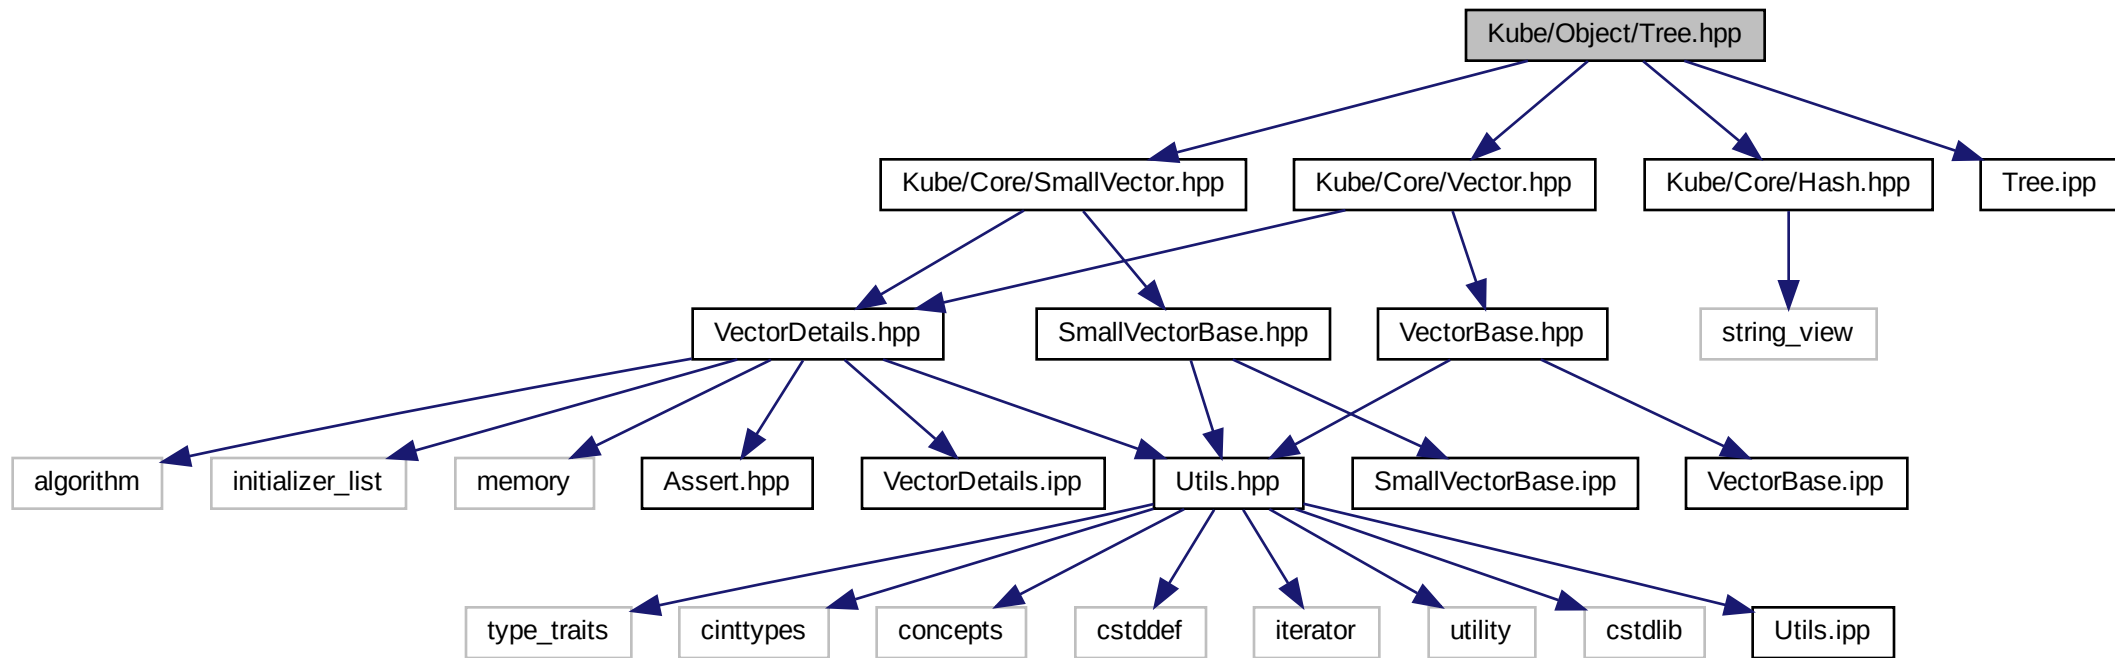 Kube/Object/Tree.hpp
Kube/Core/SmallVector.hpp
Kube/Core/Vector.hpp
Kube/Core/Hash.hpp
Tree.ipp
VectorDetails.hpp
SmallVectorBase.hpp
VectorBase.hpp
string_view
algorithm
initializer_list
memory
Assert.hpp
VectorDetails.ipp
Utils.hpp
SmallVectorBase.ipp
VectorBase.ipp
type_traits
cinttypes
concepts
cstddef
iterator
utility
cstdlib
Utils.ipp